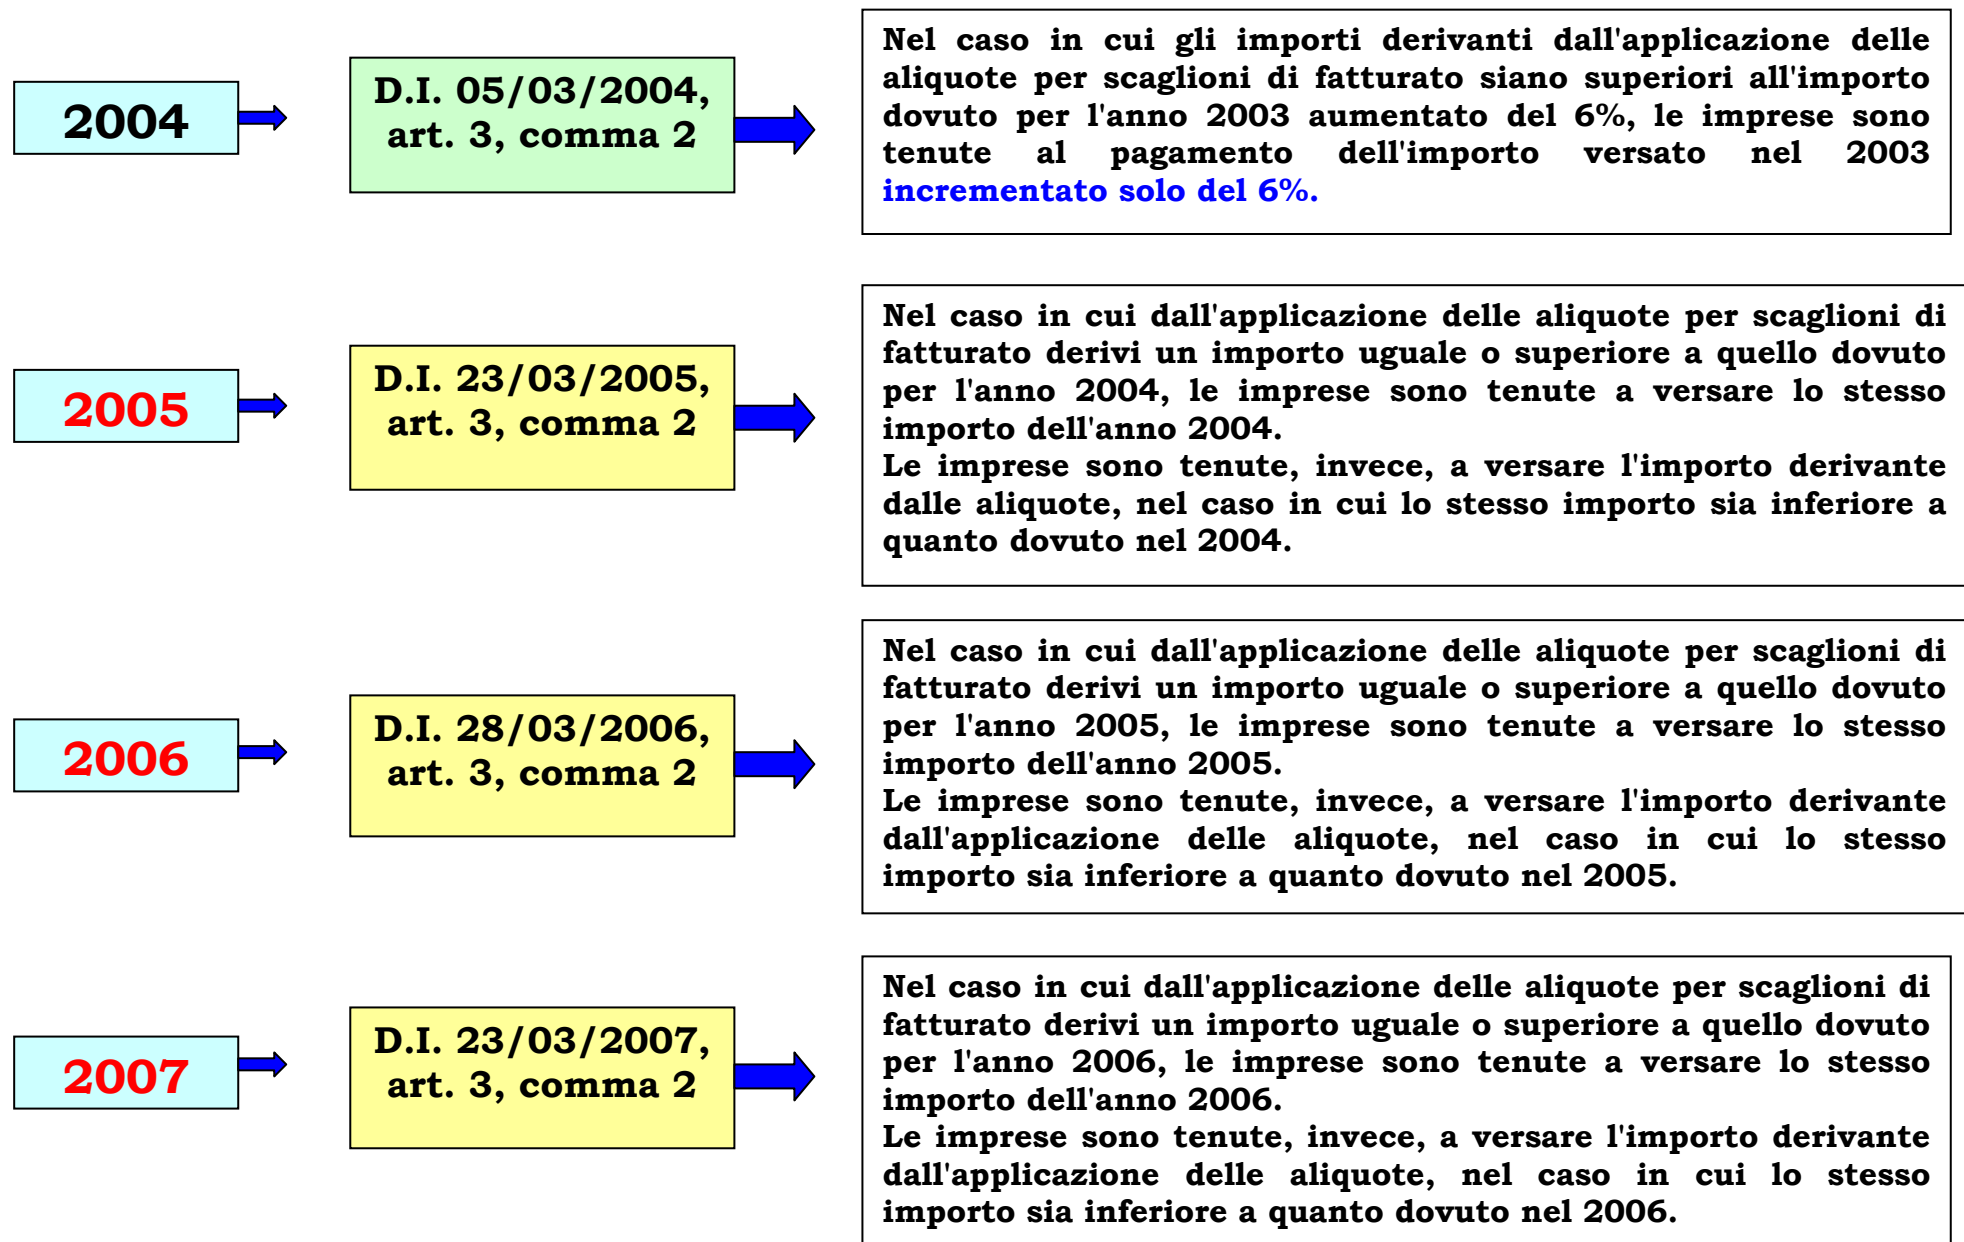 2004
D.I. 05/03/2004,
art. 3, comma 2
Nel caso in cui gli importi derivanti dall'applicazione delle
aliquote per scaglioni di fatturato siano superiori all'importo
dovuto per l'anno 2003 aumentato del 6%, le imprese sono
tenute al pagamento dell'importo versato nel 2003
incrementato solo del 6%.
2005
D.I. 23/03/2005,
art. 3, comma 2
Nel caso in cui dall'applicazione delle aliquote per scaglioni di
fatturato derivi un importo uguale o superiore a quello dovuto
per l'anno 2004, le imprese sono tenute a versare lo stesso
importo dell'anno 2004.
Le imprese sono tenute, invece, a versare l'importo derivante
dalle aliquote, nel caso in cui lo stesso importo sia inferiore a
quanto dovuto nel 2004.
2006
D.I. 28/03/2006,
art. 3, comma 2
Nel caso in cui dall'applicazione delle aliquote per scaglioni di
fatturato derivi un importo uguale o superiore a quello dovuto
per l'anno 2005, le imprese sono tenute a versare lo stesso
importo dell'anno 2005.
Le imprese sono tenute, invece, a versare l'importo derivante
dall'applicazione delle aliquote, nel caso in cui lo stesso
importo sia inferiore a quanto dovuto nel 2005.
2007
D.I. 23/03/2007,
art. 3, comma 2
Nel caso in cui dall'applicazione delle aliquote per scaglioni di
fatturato derivi un importo uguale o superiore a quello dovuto
per l'anno 2006, le imprese sono tenute a versare lo stesso
importo dell'anno 2006.
Le imprese sono tenute, invece, a versare l'importo derivante
dall'applicazione delle aliquote, nel caso in cui lo stesso
importo sia inferiore a quanto dovuto nel 2006.